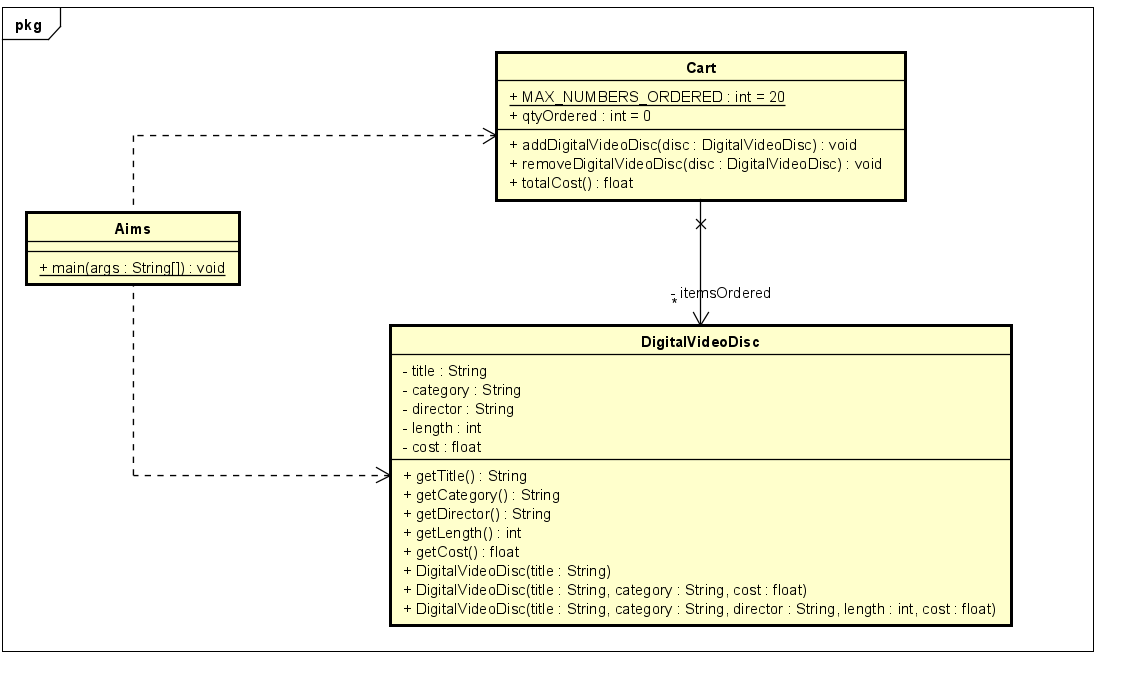 pkg
Cart
+ MAX_NUMBERS_ORDERED : int = 20
+ qtyOrdered : int = 0
+ addDigitalVideoDisc(disc : DigitalVideoDisc) : void
+ removeDigitalVideoDisc(disc : DigitalVideoDisc) : void
+ totalCost() : float
Aims
+ main(args : String[]) : void
- itemsOrdered
*
DigitalVideoDisc
- title : String
- category : String
- director : String
- length : int
- cost : float
+ getTitle() : String
+ getCategory() : String
+ getDirector() : String
+ getLength() : int
+ getCost() : float
+ DigitalVideoDisc(title : String)
+ DigitalVideoDisc(title : String, category : String, cost : float)
+ DigitalVideoDisc(title : String, category : String, director : String, length : int, cost : float)